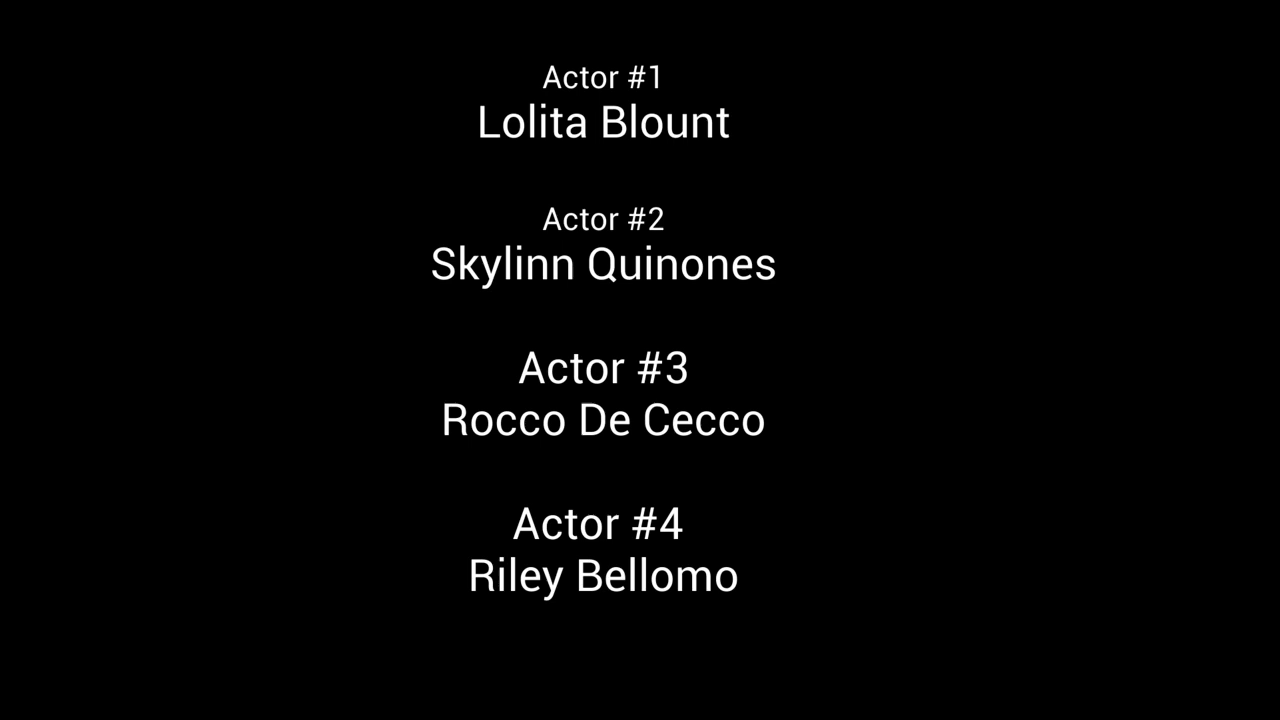 Actor #1
Lolita Blount
Actor #2
Skylinn Quinones
Actor #3
Rocco De Cecco
Actor #4
Riley Bellomo